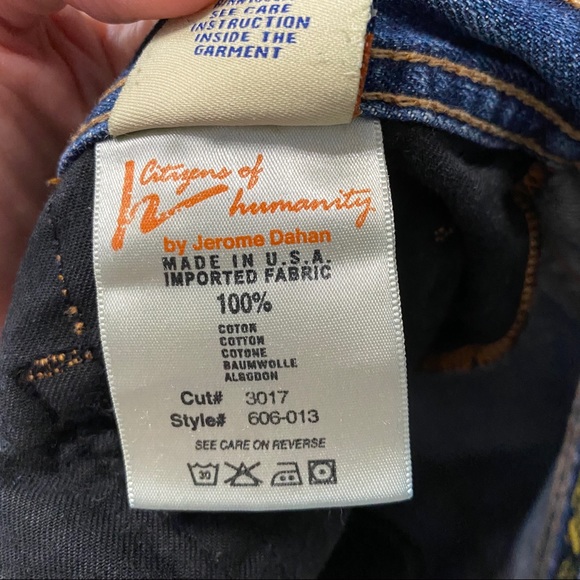 SEE CARE
INSTRUCTION
INSIDE THE
GARMENT
Citizens of
humanity
by Jerome Dahan
MADE IN U.S.A.
IMPORTED FABRIC
100%
COTON
COTTON
COTONE
BAUMWOLLE
ALGODON
Cut# 3017
Style# 606-013
SEE CARE ON REVERSE
30